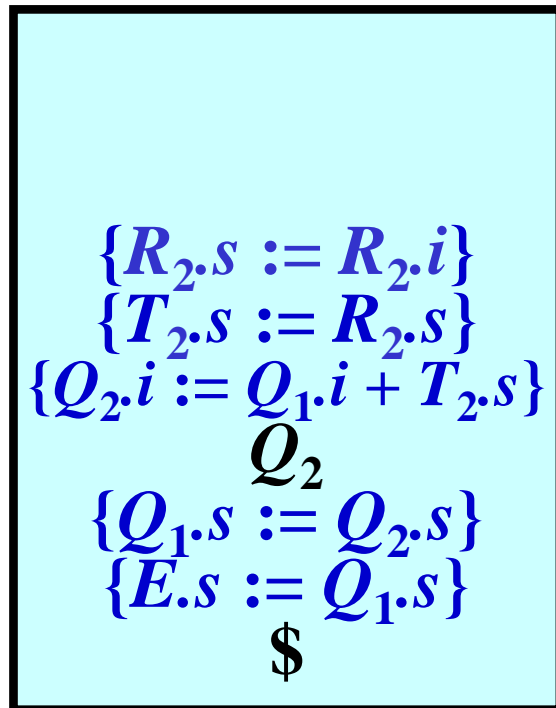 {R₂.s := R₂.i}
{T₂.s := R₂.s}
{Q₂.i := Q₁.i + T₂.s}
Q₂
{Q₁.s := Q₂.s}
{E.s := Q₁.s}
$